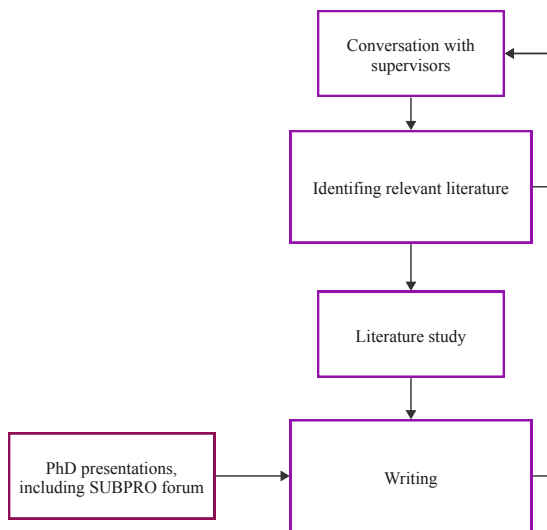 Conversation with
supervisors
Identifing relevant literature
Literature study
PhD presentations,
including SUBPRO forum
Writing